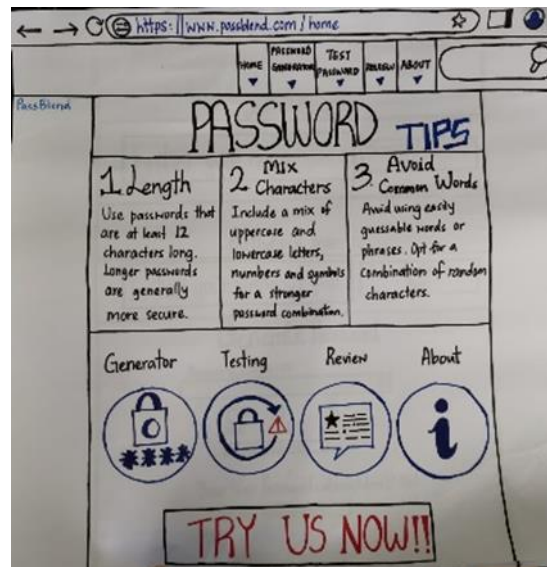 https://www.passblend.com/home
HOME
PASSWORD
GENERATOR
TEST
PASSWORD
REVIEW
ABOUT
PassBlend
PASSWORD TIPS
1 Length
Use passwords that
are at least 12
characters long.
Longer passwords
are generally
more secure.
2 Mix
Characters
Include a mix of
uppercase and
lowercase letters,
numbers and symbols
for a stronger
password combination.
3. Avoid
Common Words
Avoid using easily
guessable words or
phrases. Opt for a
combination of random
characters.
Generator Testing Review About
****
TRY US NOW!!